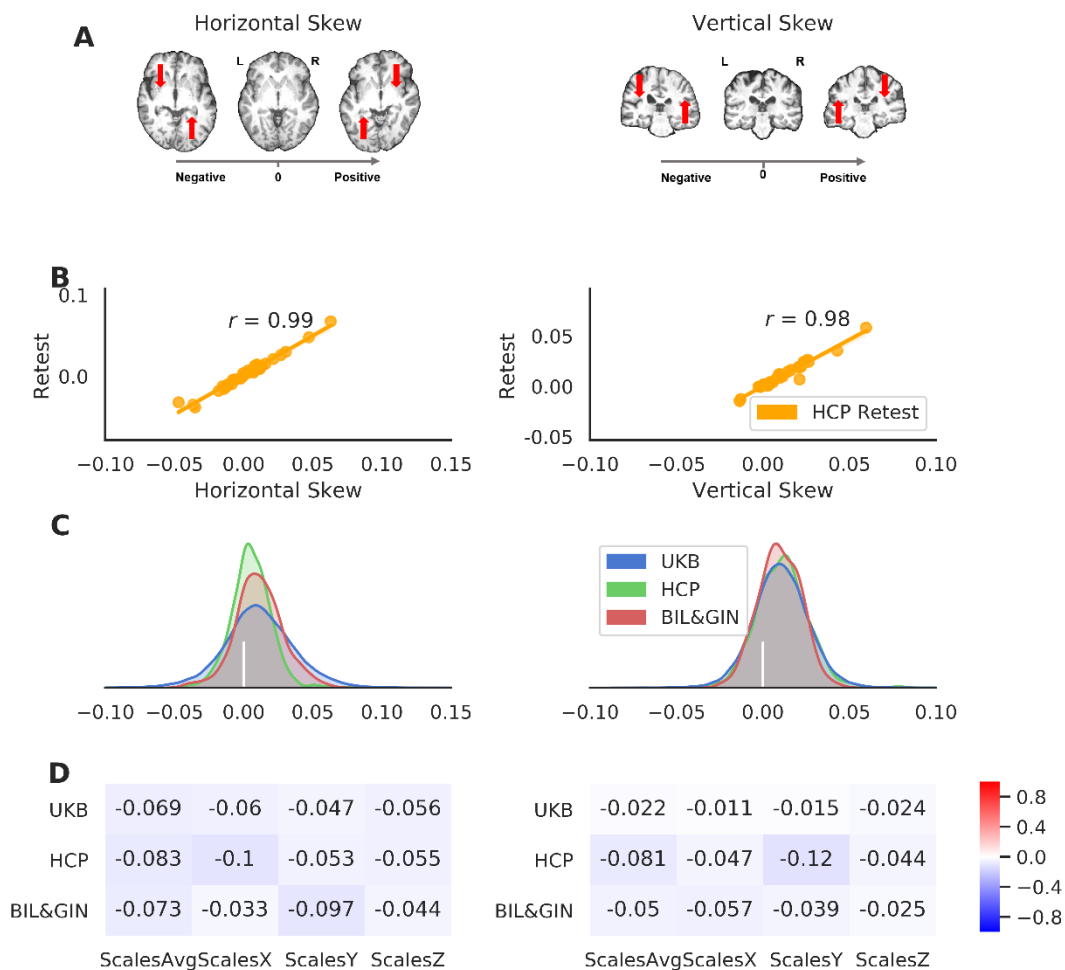 A
Horizontal Skew
Vertical Skew
L R
L R
Negative 0 Positive
Negative 0 Positive
B
0.1
0.0
Retest
r = 0.99
−0.10 −0.05 0.00 0.05 0.10 0.15
Horizontal Skew
0.05
0.00
-0.05
Retest
r = 0.98
HCP Retest
−0.10 −0.05 0.00 0.05 0.10
Vertical Skew
C
−0.10 −0.05 0.00 0.05 0.10 0.15
UKB
HCP
BIL&GIN
−0.10 −0.05 0.00 0.05 0.10
D
UKB -0.069 -0.06 -0.047 -0.056
HCP -0.083 -0.1 -0.053 -0.055
BIL&GIN -0.073 -0.033 -0.097 -0.044
ScalesAvg ScalesX ScalesY ScalesZ
UKB -0.022 -0.011 -0.015 -0.024
HCP -0.081 -0.047 -0.12 -0.044
BIL&GIN -0.05 -0.057 -0.039 -0.025
ScalesAvg ScalesX ScalesY ScalesZ
0.8
0.4
0.0
−0.4
−0.8